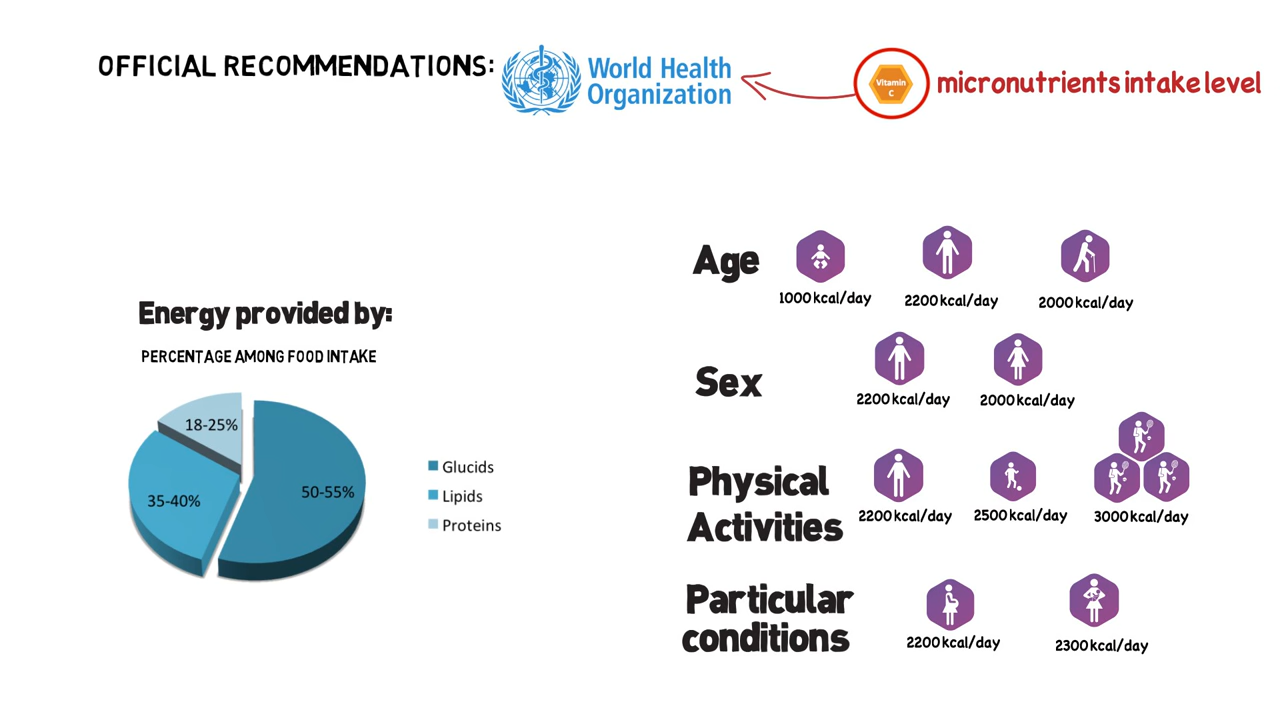 OFFICIAL RECOMMENDATIONS:
World Health
Organization
Vitamin
C
micronutrients intake level
Energy provided by:
PERCENTAGE AMONG FOOD INTAKE
18-25%
35-40%
50-55%
Glucids
Lipids
Proteins
Age
1000 kcal/day
2200 kcal/day
2000 kcal/day
Sex
2200 kcal/day
2000 kcal/day
Physical
Activities
2200 kcal/day
2500 kcal/day
3000 kcal/day
Particular
conditions
2200 kcal/day
2300 kcal/day